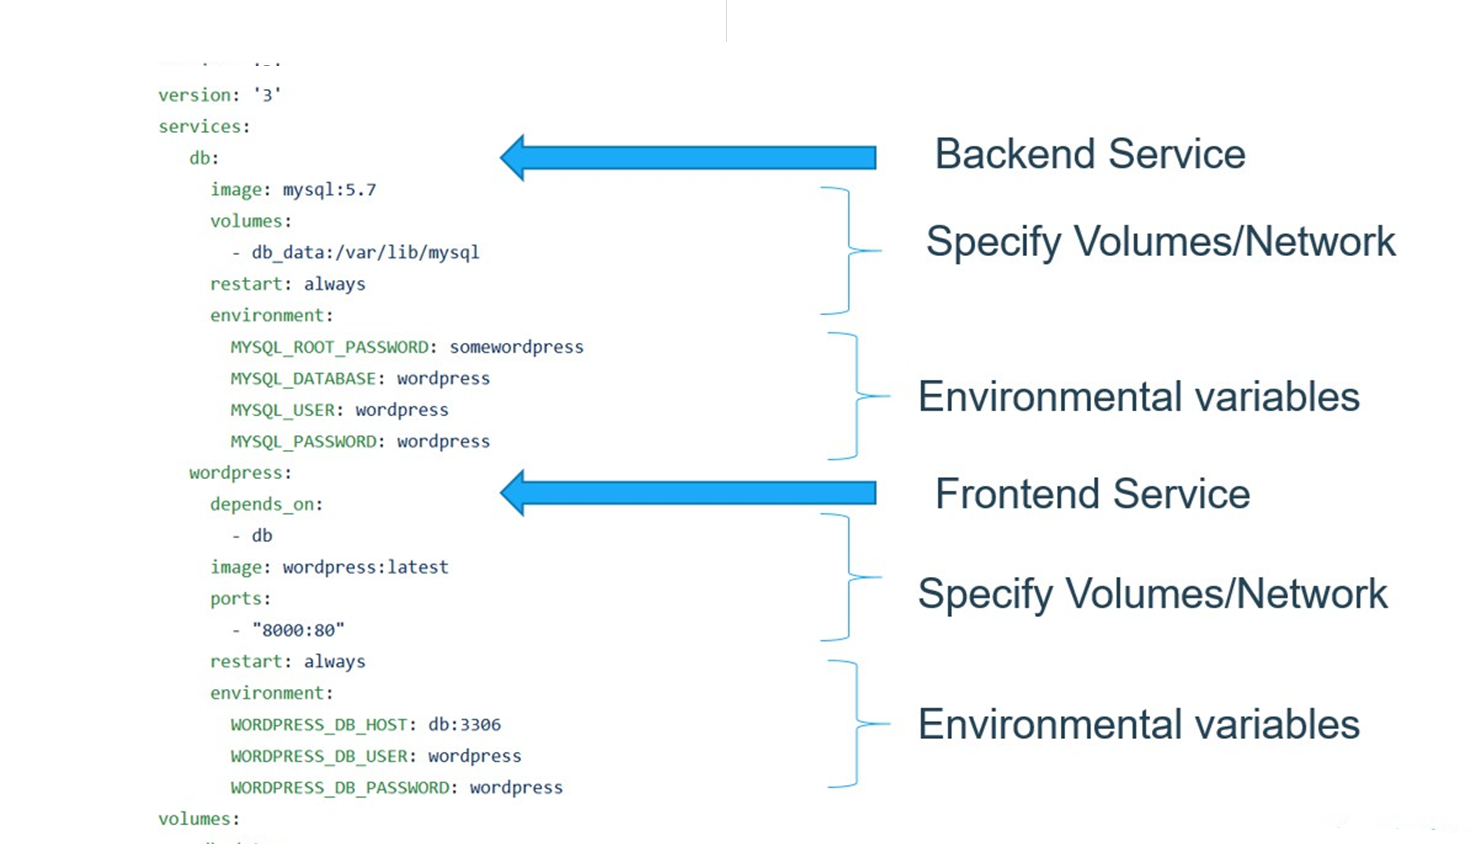 version: '3'
services:
db:
Backend Service
image: mysql:5.7
volumes:
- db_data:/var/lib/mysql
Specify Volumes/Network
restart: always
environment:
MYSQL_ROOT_PASSWORD: somewordpress
MYSQL_DATABASE: wordpress
MYSQL_USER: wordpress
MYSQL_PASSWORD: wordpress
Environmental variables
wordpress:
Frontend Service
depends_on:
- db
image: wordpress:latest
ports:
- "8000:80"
Specify Volumes/Network
restart: always
environment:
WORDPRESS_DB_HOST: db:3306
WORDPRESS_DB_USER: wordpress
WORDPRESS_DB_PASSWORD: wordpress
Environmental variables
volumes: